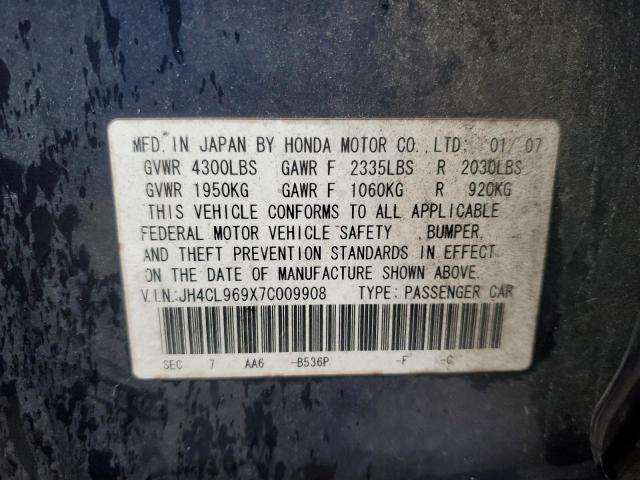 MFD. IN JAPAN BY HONDA MOTOR CO., LTD. 01/07
GVWR 4300LBS GAWR F 2335LBS R 2030LBS
GVWR 1950KG GAWR F 1060KG R 920KG
THIS VEHICLE CONFORMS TO ALL APPLICABLE
FEDERAL MOTOR VEHICLE SAFETY, BUMPER,
AND THEFT PREVENTION STANDARDS IN EFFECT
ON THE DATE OF MANUFACTURE SHOWN ABOVE.
V.I.N.:JH4CL969X7C009908 TYPE: PASSENGER CAR
SEC 7 AA6 -B536P -F -C